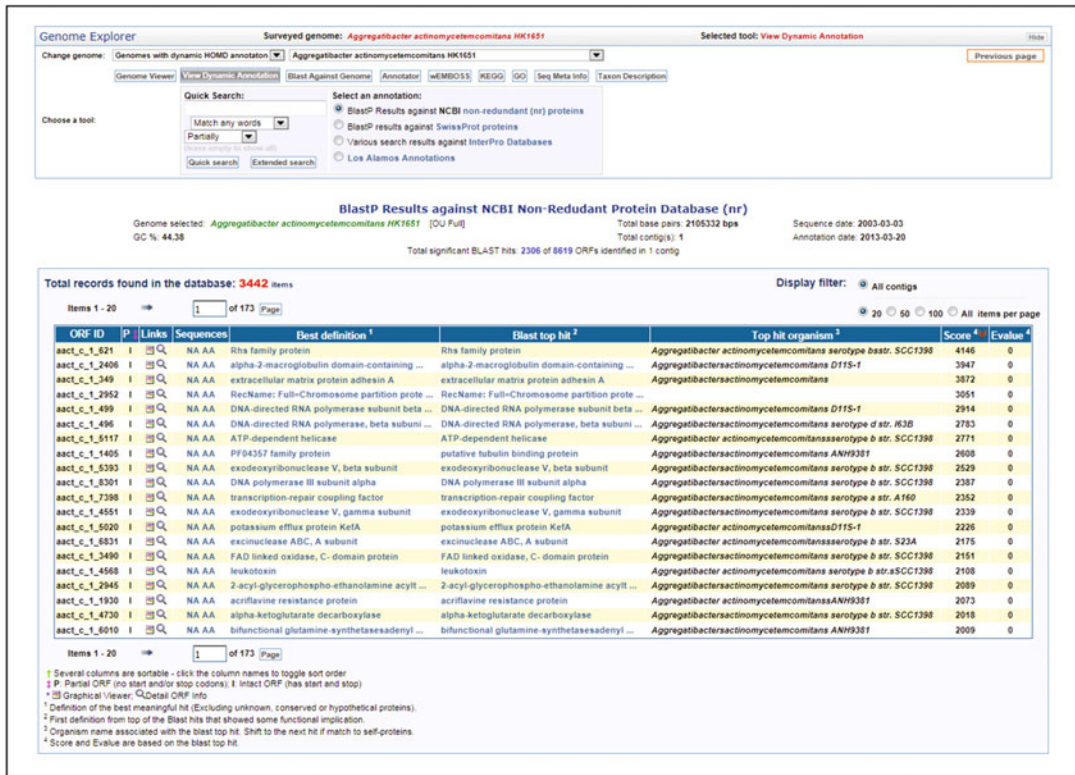 Genome Explorer Surveyed genome: Aggregatibacter actinomycetemcomitans HK1651 Selected tool: View Dynamic Annotation Hide
Change genome: Genomes with dynamic HOMD annotaton Aggregatibacter actinomycetemcomitans HK1651 Previous page
Genome Viewer View Dynamic Annotation Blast Against Genome Annotator wEMBOSS KEGG GO Seq Meta Info Taxon Description
Quick Search: Select an annotation:
BlastP Results against NCBI non-redundant (nr) proteins
Choose a tool: Match any words BlastP results against SwissProt proteins
Partially Various search results against InterPro Databases
(leave empty to show all)
Quick search Extended search Los Alamos Annotations
BlastP Results against NCBI Non-Redudant Protein Database (nr)
Genome selected: Aggregatibacter actinomycetemcomitans HK1651 [OU Full] Total base pairs: 2105332 bps Sequence date: 2003-03-03
GC %: 44.38 Total contig(s): 1 Annotation date: 2013-03-20
Total significant BLAST hits: 2306 of 8619 ORFs identified in 1 contig
Total records found in the database: 3442 items Display filter: All contigs
Items 1 - 20 1 of 173 Page 20 50 100 All items per page
ORF ID P ‡ Links Sequences Best definition 1 Blast top hit 2 Top hit organism 3 Score 4 Evalue 4
aact_c_1_621 I NA AA Rhs family protein Rhs family protein Aggregatibacter actinomycetemcomitans serotype bsstr. SCC1398 4146 0
aact_c_1_2406 I NA AA alpha-2-macroglobulin domain-containing ... alpha-2-macroglobulin domain-containing ... Aggregatibacter actinomycetemcomitans D11S-1 3947 0
aact_c_1_349 I NA AA extracellular matrix protein adhesin A extracellular matrix protein adhesin A Aggregatibacter actinomycetemcomitans 3872 0
aact_c_1_2952 I NA AA RecName: Full=Chromosome partition prote ... RecName: Full=Chromosome partition prote ... 3051 0
aact_c_1_499 I NA AA DNA-directed RNA polymerase subunit beta ... DNA-directed RNA polymerase subunit beta ... Aggregatibacter actinomycetemcomitans D11S-1 2914 0
aact_c_1_496 I NA AA DNA-directed RNA polymerase, beta subuni ... DNA-directed RNA polymerase, beta subuni ... Aggregatibacter actinomycetemcomitans serotype d str. I63B 2783 0
aact_c_1_5117 I NA AA ATP-dependent helicase ATP-dependent helicase Aggregatibacter actinomycetemcomitanssserotype b str. SCC1398 2771 0
aact_c_1_1405 I NA AA PF04357 family protein putative tubulin binding protein Aggregatibactersactinomycetemcomitans ANH9381 2608 0
aact_c_1_5393 I NA AA exodeoxyribonuclease V, beta subunit exodeoxyribonuclease V, beta subunit Aggregatibactersactinomycetemcomitans serotype b str. SCC1398 2529 0
aact_c_1_8301 I NA AA DNA polymerase III subunit alpha DNA polymerase III subunit alpha Aggregatibactersactinomycetemcomitans serotype b str. SCC1398 2387 0
aact_c_1_7398 I NA AA transcription-repair coupling factor transcription-repair coupling factor Aggregatibactersactinomycetemcomitans serotype a str. A160 2352 0
aact_c_1_4551 I NA AA exodeoxyribonuclease V, gamma subunit exodeoxyribonuclease V, gamma subunit Aggregatibactersactinomycetemcomitans serotype b str. SCC1398 2339 0
aact_c_1_5020 I NA AA potassium efflux protein KefA potassium efflux protein KefA Aggregatibacter actinomycetemcomitanssD11S-1 2226 0
aact_c_1_6831 I NA AA excinuclease ABC, A subunit excinuclease ABC, A subunit Aggregatibacter actinomycetemcomitanssserotype b str. S23A 2175 0
aact_c_1_3490 I NA AA FAD linked oxidase, C- domain protein FAD linked oxidase, C- domain protein Aggregatibactersactinomycetemcomitans serotype b str. SCC1398 2151 0
aact_c_1_4568 I NA AA leukotoxin leukotoxin Aggregatibactersactinomycetemcomitans serotype b str.sSCC1398 2108 0
aact_c_1_2945 I NA AA 2-acyl-glycerophospho-ethanolamine acylt ... 2-acyl-glycerophospho-ethanolamine acylt ... Aggregatibactersactinomycetemcomitans serotype b str. SCC1398 2089 0
aact_c_1_1930 I NA AA acriflavine resistance protein acriflavine resistance protein Aggregatibacter actinomycetemcomitanssANH9381 2073 0
aact_c_1_4730 I NA AA alpha-ketoglutarate decarboxylase alpha-ketoglutarate decarboxylase Aggregatibactersactinomycetemcomitans serotype b str. SCC1398 2018 0
aact_c_1_6010 I NA AA bifunctional glutamine-synthetasesadenyl ... bifunctional glutamine-synthetasesadenyl ... Aggregatibactersactinomycetemcomitans ANH9381 2009 0
Items 1 - 20 1 of 173 Page
† Several columns are sortable - click the column names to toggle sort order
‡ P: Partial ORF (no start and/or stop codons); I: Intact ORF (has start and stop)
* Graphical Viewer; Detail ORF Info
1 Definition of the best meaningful hit (Excluding unknown, conserved or hypothetical proteins).
2 First definition from top of the Blast hits that showed some functional implication.
3 Organism name associated with the blast top hit. Shift to the next hit if match to self-proteins.
4 Score and Evalue are based on the blast top hit.